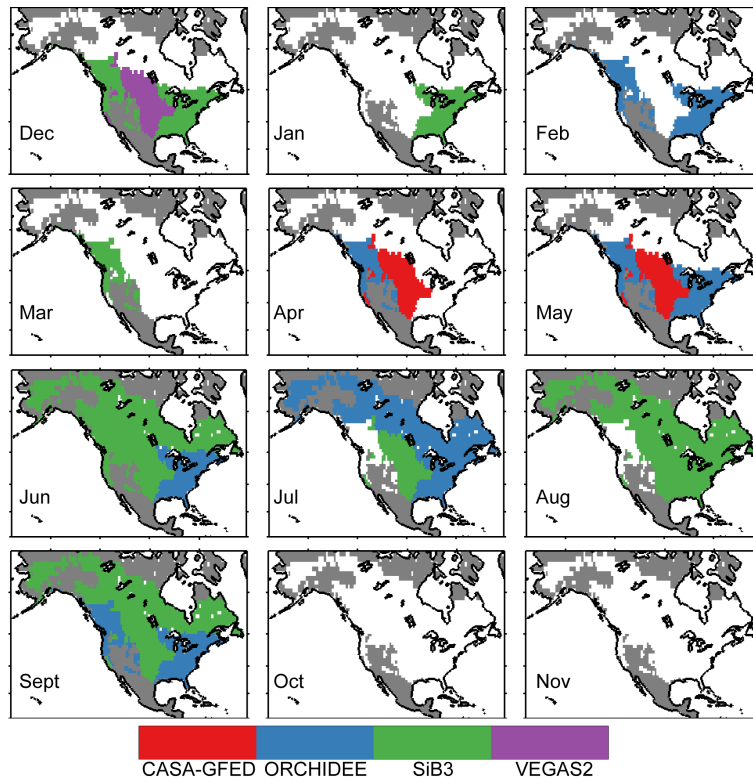 Dec
Jan
Feb
Mar
Apr
May
Jun
Jul
Aug
Sept
Oct
Nov
CASA-GFED ORCHIDEE SiB3 VEGAS2